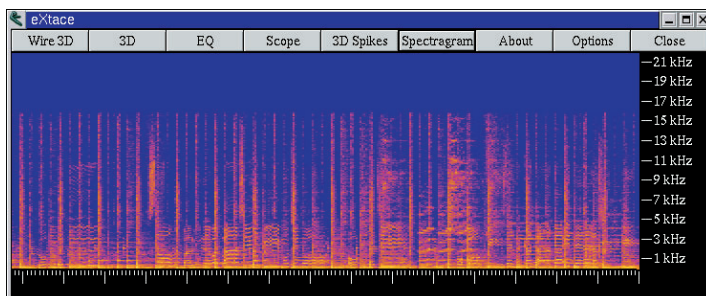 eXtace
Wire 3D 3D EQ Scope 3D Spikes Spectragram About Options Close
21 kHz
19 kHz
17 kHz
15 kHz
13 kHz
11 kHz
9 kHz
7 kHz
5 kHz
3 kHz
1 kHz